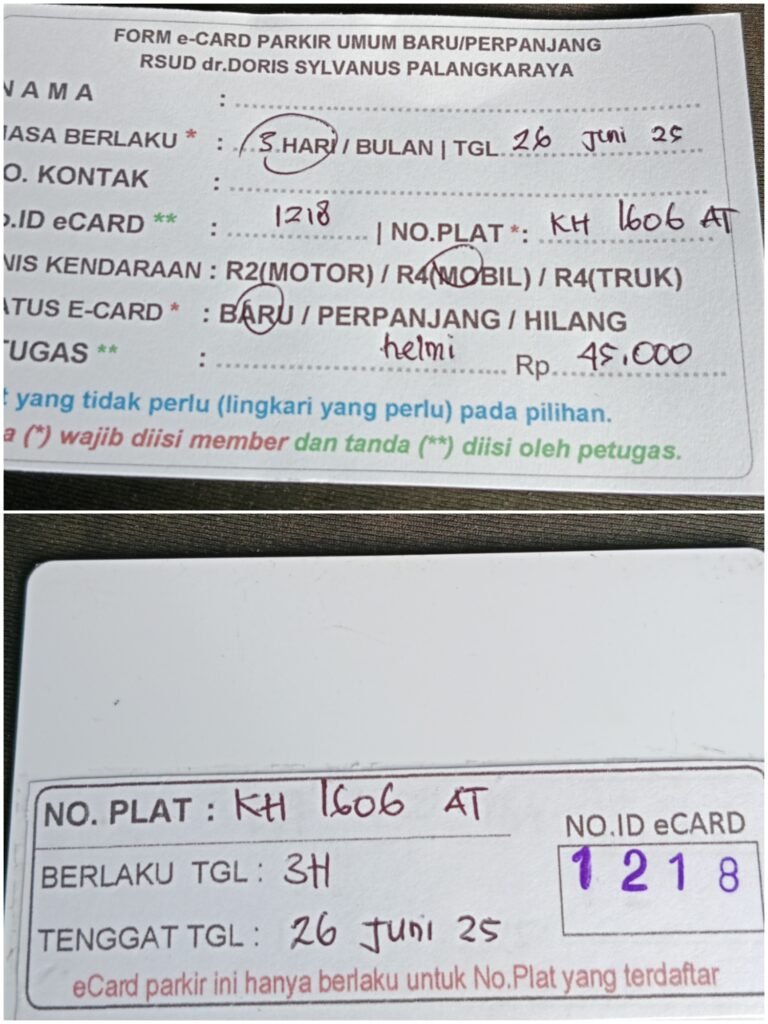 FORM e-CARD PARKIR UMUM BARU/PERPANJANG
RSUD dr.DORIS SYLVANUS PALANGKARAYA
NAMA :
ASA BERLAKU * : 3 HARI / BULAN | TGL 26 Juni 25
O. KONTAK :
.ID eCARD ** : 1218 | NO.PLAT *: KH 1606 AT
NIS KENDARAAN : R2(MOTOR) / R4(MOBIL) / R4(TRUK)
ATUS E-CARD * : BARU / PERPANJANG / HILANG
TUGAS ** : helmi Rp. 45.000
t yang tidak perlu (lingkari yang perlu) pada pilihan.
a (*) wajib diisi member dan tanda (**) diisi oleh petugas.
NO. PLAT : KH 1606 AT
NO.ID eCARD
1218
BERLAKU TGL : 3H
TENGGAT TGL : 26 Juni 25
eCard parkir ini hanya berlaku untuk No.Plat yang terdaftar